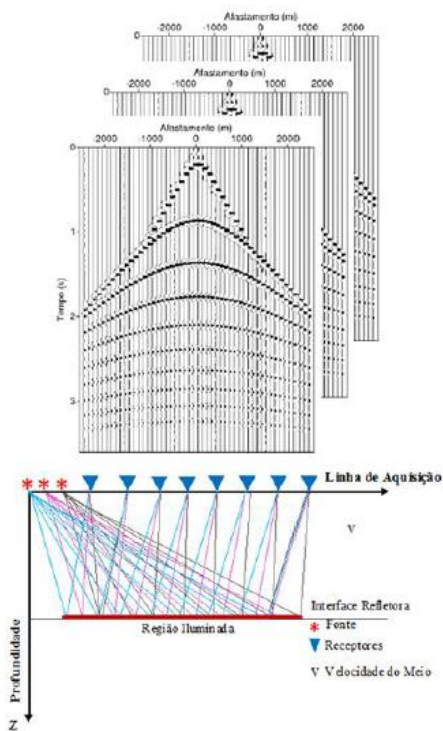 Afastamento (m)
-2000 -1000 0 1000 2000
0
Afastamento (m)
-2000 -1000 0 1000 2000
0
Afastamento (m)
-2000 -1000 0 1000 2000
0
1
2
3
Tempo (s)
Linha de Aquisição
V
Interface Refletora
Região Iluminada
* Fonte
Receptores
V Velocidade do Meio
Profundidade
Z